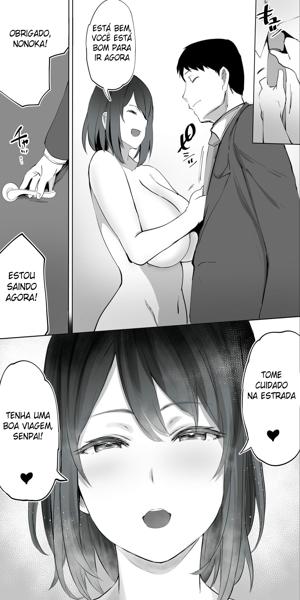 ESTÁ BEM,
VOCÊ ESTÁ
BOM PARA
IR AGORA
OBRIGADO,
NONOKA!
ESTOU
SAINDO
AGORA!
TOME
CUIDADO
NA ESTRADA
♥
TENHA UMA
BOA VIAGEM,
SENPAI!
♥